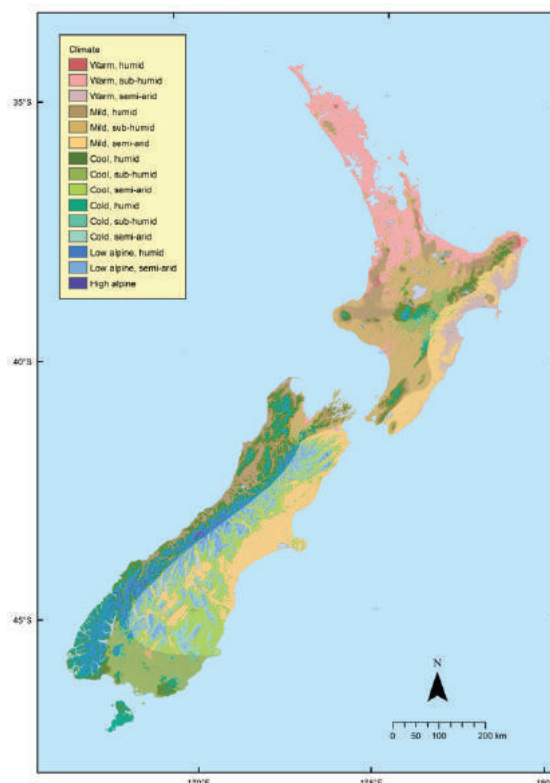 Climate
Warm, humid
Warm, sub-humid
Warm, semi-arid
Mild, humid
Mild, sub-humid
Mild, semi-arid
Cool, humid
Cool, sub-humid
Cool, semi-arid
Cold, humid
Cold, sub-humid
Cold, semi-arid
Low alpine, humid
Low alpine, semi-arid
High alpine
35°S
40°S
45°S
N
0 50 100 200 km